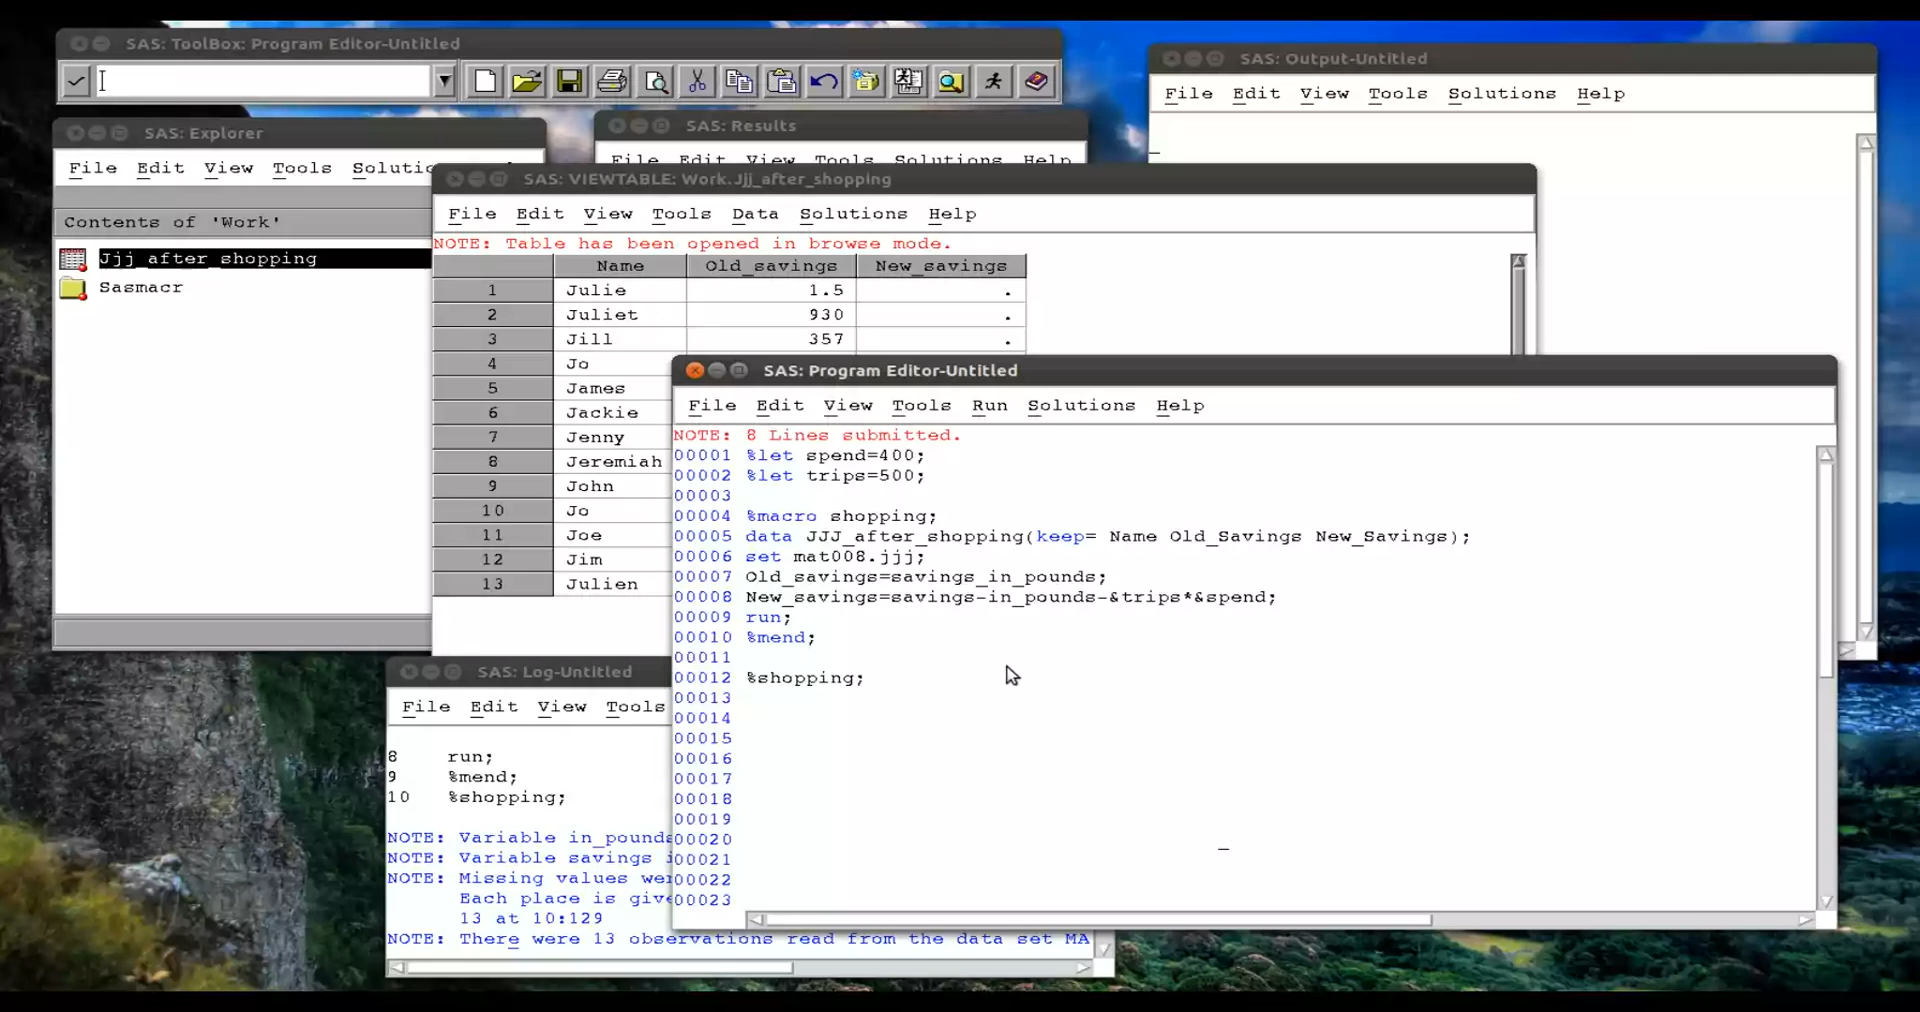 SAS: ToolBox: Program Editor-Untitled
SAS: Output-Untitled
File Edit View Tools Solutions Help
SAS: Explorer
File Edit View Tools
Contents of 'Work'
Jjj_after_shopping
Sasmacr
SAS: Results
File Edit View Tools Solutions Help
SAS: VIEWTABLE: Work.Jjj_after_shopping
File Edit View Tools Data Solutions Help
NOTE: Table has been opened in browse mode.
Name Old_savings New_savings
1 Julie 1.5 .
2 Juliet 930 .
3 Jill 357 .
4 Jo
5 James
6 Jackie
7 Jenny
8 Jeremiah
9 John
10 Jo
11 Joe
12 Jim
13 Julien
SAS: Program Editor-Untitled
File Edit View Tools Run Solutions Help
NOTE: 8 Lines submitted.
00001 %let spend=400;
00002 %let trips=500;
00003
00004 %macro shopping;
00005 data JJJ_after_shopping(keep= Name Old_Savings New_Savings);
00006 set mat008.jjj;
00007 Old_savings=savings_in_pounds;
00008 New_savings=savings-in_pounds-&trips*&spend;
00009 run;
00010 %mend;
00011
00012 %shopping;
00013
00014
00015
00016
00017
00018
00019
00020
00021
00022
00023
SAS: Log-Untitled
File Edit View Tools
8 run;
9 %mend;
10 %shopping;
NOTE: Variable in_pounds
NOTE: Variable savings
NOTE: Missing values
Each place is
13 at 10:129
NOTE: There were 13 observations read from the data set MA